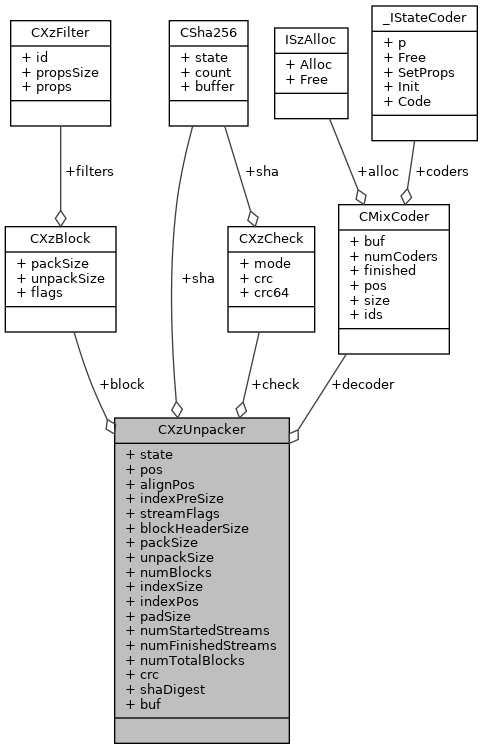 CXzFilter
+ id
+ propsSize
+ props
CSha256
+ state
+ count
+ buffer
ISzAlloc
+ Alloc
+ Free
_IStateCoder
+ p
+ Free
+ SetProps
+ Init
+ Code
+filters
+sha
+alloc
+coders
CXzBlock
+ packSize
+ unpackSize
+ flags
CXzCheck
+ mode
+ crc
+ crc64
CMixCoder
+ buf
+ numCoders
+ finished
+ pos
+ size
+ ids
+sha
+block
+check
+decoder
CXzUnpacker
+ state
+ pos
+ alignPos
+ indexPreSize
+ streamFlags
+ blockHeaderSize
+ packSize
+ unpackSize
+ numBlocks
+ indexSize
+ indexPos
+ padSize
+ numStartedStreams
+ numFinishedStreams
+ numTotalBlocks
+ crc
+ shaDigest
+ buf